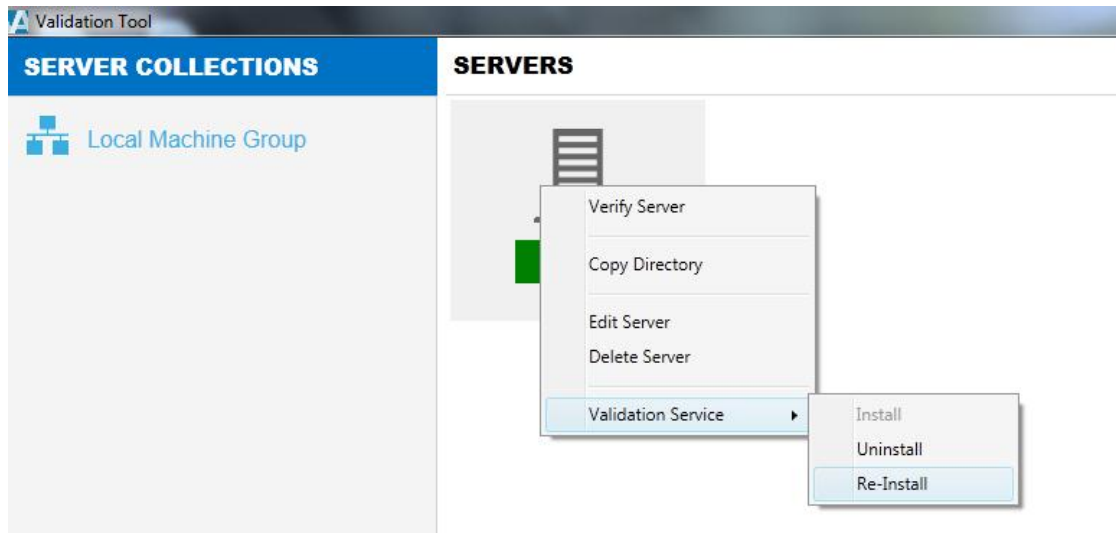 Validation Tool
SERVER COLLECTIONS
SERVERS
Local Machine Group
Verify Server
Copy Directory
Edit Server
Delete Server
Validation Service
Install
Uninstall
Re-Install